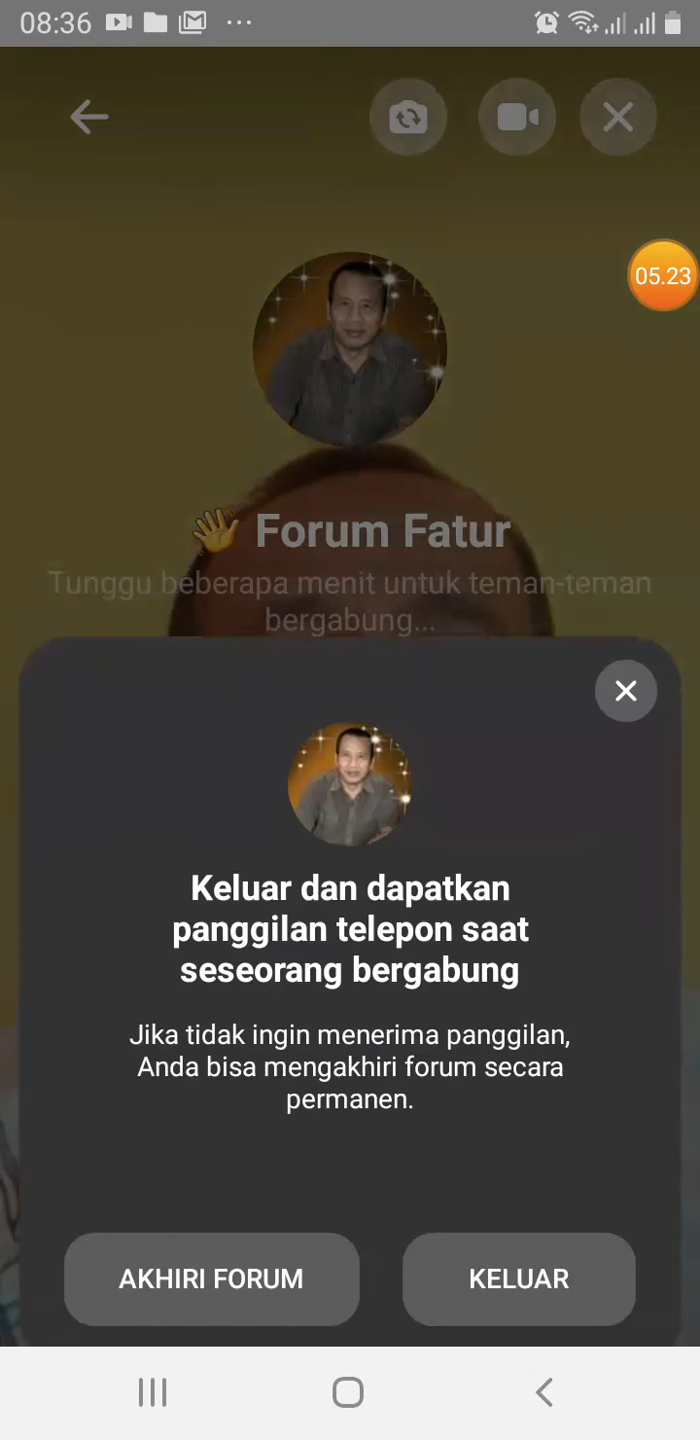 08:36
05.23
👋 Forum Fatur
Tunggu beberapa menit untuk teman-teman
bergabung...
Keluar dan dapatkan
panggilan telepon saat
seseorang bergabung
Jika tidak ingin menerima panggilan,
Anda bisa mengakhiri forum secara
permanen.
AKHIRI FORUM
KELUAR